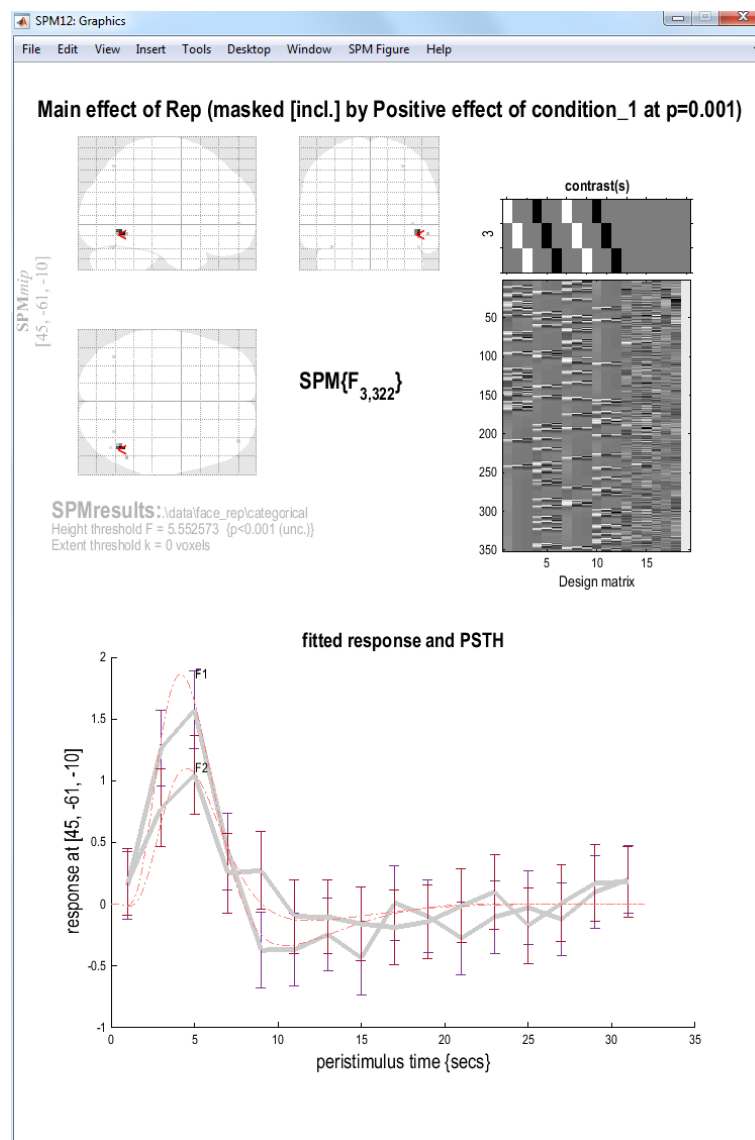 SPM12: Graphics
File Edit View Insert Tools Desktop Window SPM Figure Help
Main effect of Rep (masked [incl.] by Positive effect of condition_1 at p=0.001)
<
<
<
SPMmip
[45, -61, -10]
SPM{F3,322}
contrast(s)
3
50
100
150
200
250
300
350
5 10 15
Design matrix
SPMresults: .\data\face_rep\categorical
Height threshold F = 5.552573 {p<0.001 (unc.)}
Extent threshold k = 0 voxels
fitted response and PSTH
response at [45, -61, -10]
2
1.5
1
0.5
0
-0.5
-1
F1
F2
0 5 10 15 20 25 30 35
peristimulus time {secs}